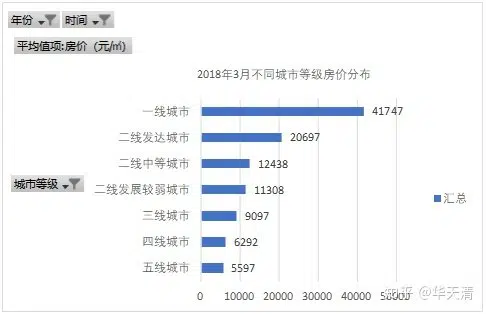 年份 时间
平均值项:房价（元/㎡）
2018年3月不同城市等级房价分布
城市等级
一线城市 41747
二线发达城市 20697
二线中等城市 12438
二线发展较弱城市 11308
三线城市 9097
四线城市 6292
五线城市 5597
汇总
0 10000 20000 30000 40000 50000
知乎 @华天清